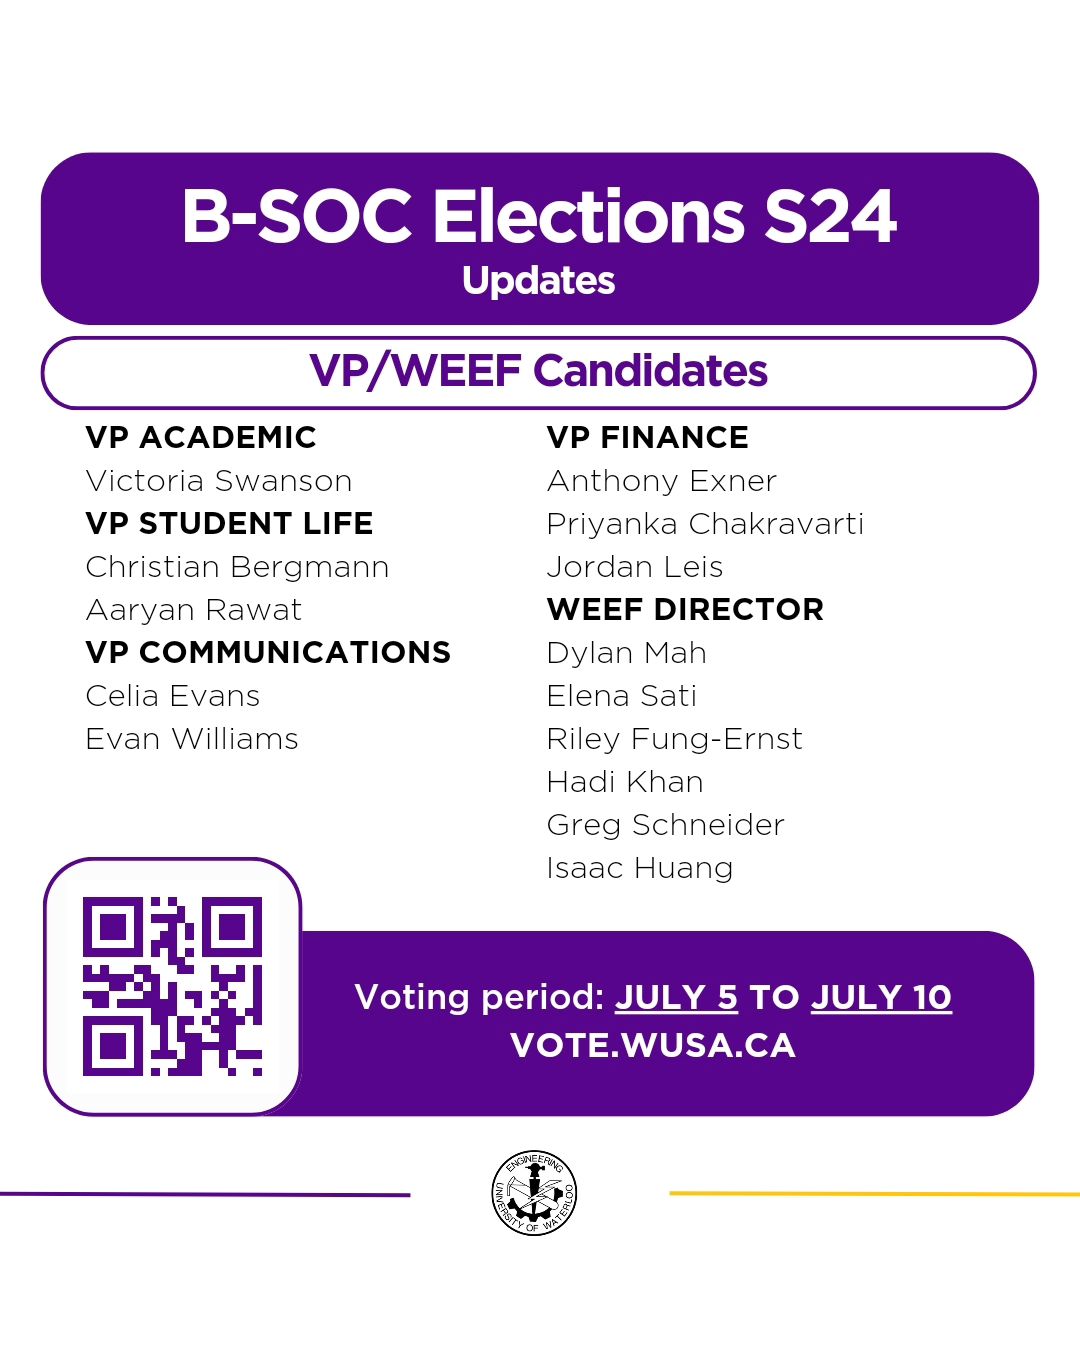 B-SOC Elections S24
Updates
VP/WEEF Candidates
VP ACADEMIC
Victoria Swanson
VP STUDENT LIFE
Christian Bergmann
Aaryan Rawat
VP COMMUNICATIONS
Celia Evans
Evan Williams
VP FINANCE
Anthony Exner
Priyanka Chakravarti
Jordan Leis
WEEF DIRECTOR
Dylan Mah
Elena Sati
Riley Fung-Ernst
Hadi Khan
Greg Schneider
Isaac Huang
Voting period: JULY 5 TO JULY 10
VOTE.WUSA.CA
ENGINEERING
UNIVERSITY OF WATERLOO